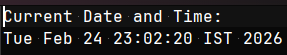 Current Date and Time:
Tue Feb 24 23:02:20 IST 2026